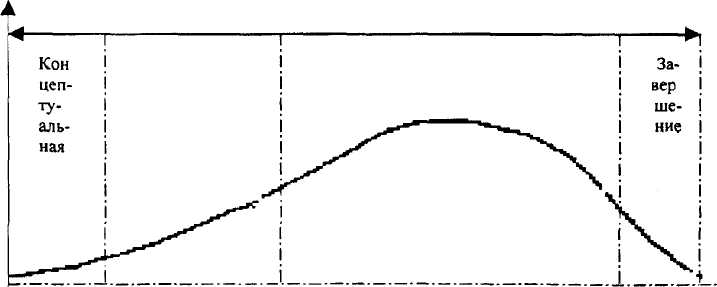 Кон
цеп-
ту-
аль-
ная
За-
вер
ше-
ние